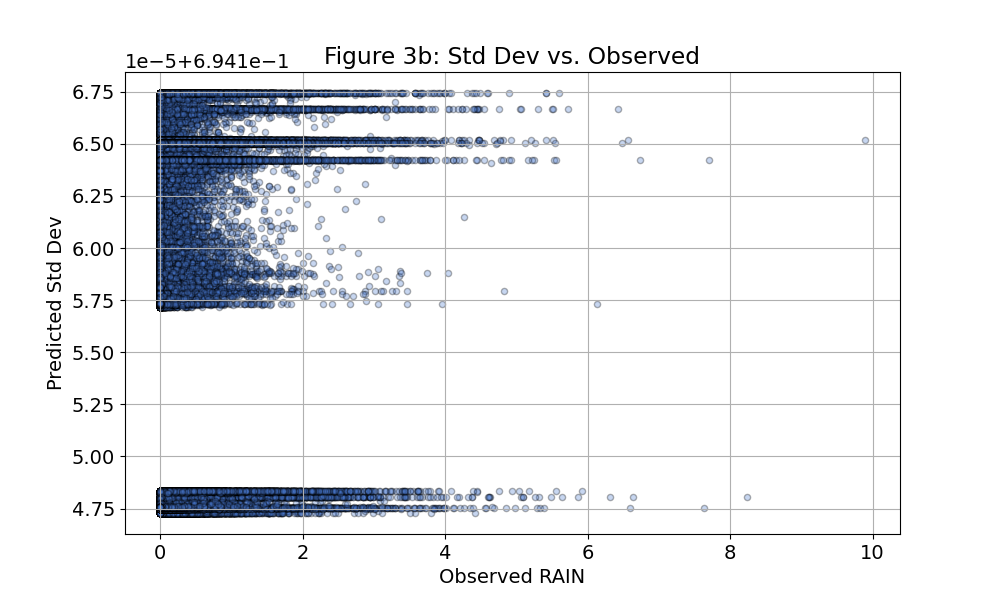 Figure 3b: Std Dev vs. Observed
1e−5+6.941e−1
6.75
6.50
6.25
6.00
5.75
5.50
5.25
5.00
4.75
Predicted Std Dev
0 2 4 6 8 10
Observed RAIN